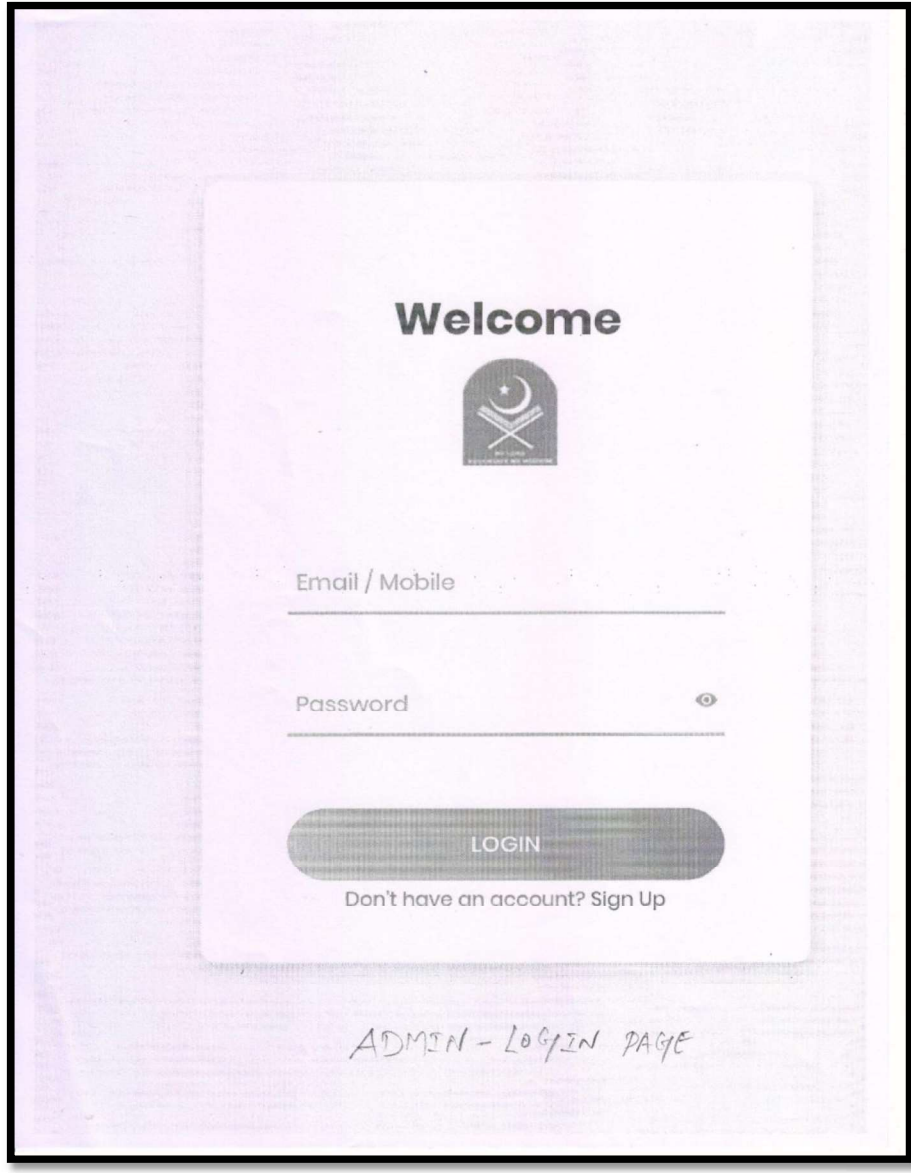 Welcome
Email / Mobile
Password
LOGIN
Don't have an account? Sign Up
ADMIN - LOGIN PAGE